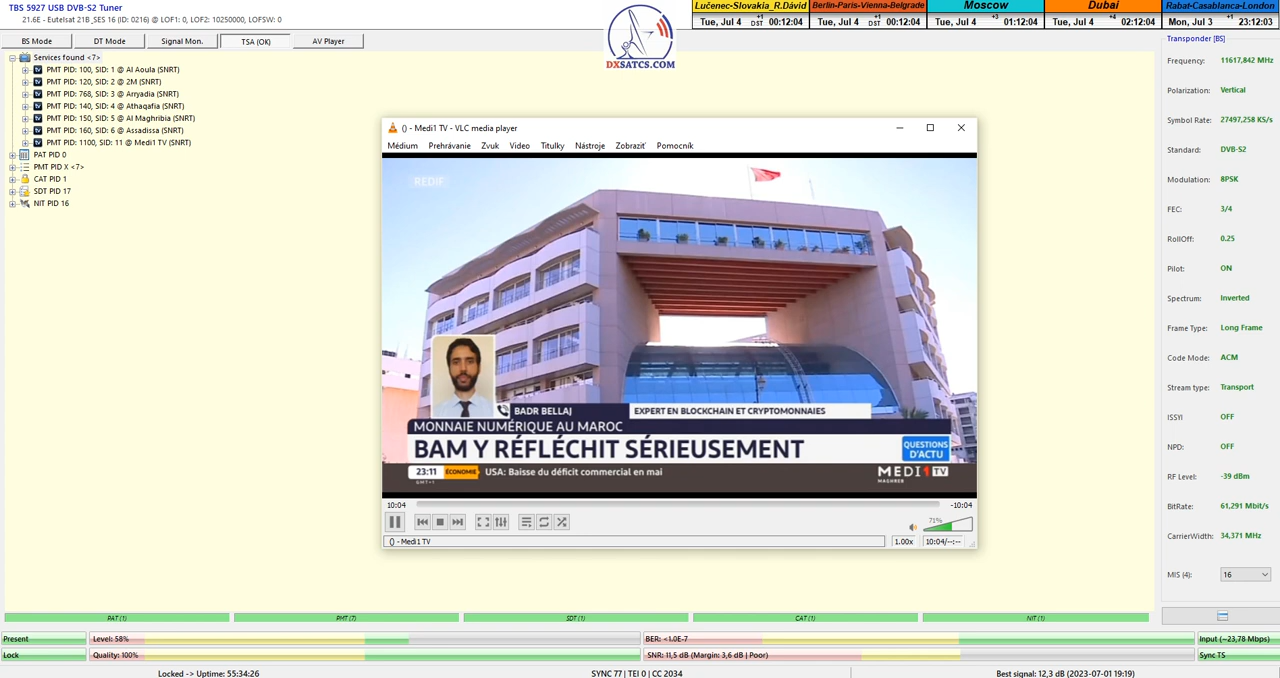 TBS 5927 USB DVB-S2 Tuner
21.6E - Eutelsat 21B ,SES 16 (ID: 0216) @ LOF1: 0, LOF2: 10250000, LOFSW: 0
BS Mode
DT Mode
Signal Mon.
TSA (OK)
AV Player
DXSATCS.COM
Lučenec-Slovakia_R.Dávid
Tue, Jul 4 +1 DST 00:12:04
Berlin-Paris-Vienna-Belgrade
Tue, Jul 4 +1 DST 00:12:04
Moscow
Tue, Jul 4 +3 01:12:04
Dubai
Tue, Jul 4 +4 02:12:04
Rabat-Casablanca-London
Mon, Jul 3 +1 23:12:03
Services found <7>
PMT PID: 100, SID: 1 @ Al Aoula (SNRT)
PMT PID: 120, SID: 2 @ 2M (SNRT)
PMT PID: 768, SID: 3 @ Arryadia (SNRT)
PMT PID: 140, SID: 4 @ Athaqafia (SNRT)
PMT PID: 150, SID: 5 @ Al Maghribia (SNRT)
PMT PID: 160, SID: 6 @ Assadissa (SNRT)
PMT PID: 1100, SID: 11 @ Medi1 TV (SNRT)
PAT PID 0
PMT PID X <7>
CAT PID 1
SDT PID 17
NIT PID 16
() - Medi1 TV - VLC media player
Médium Prehrávanie Zvuk Video Titulky Nástroje Zobraziť Pomocník
REDIF
BADR BELLAJ
EXPERT EN BLOCKCHAIN ET CRYPTOMONNAIES
MONNAIE NUMÉRIQUE AU MAROC
BAM Y RÉFLÉCHIT SÉRIEUSEMENT
QUESTIONS
D'ACTU
23:11 ÉCONOMIE USA: Baisse du déficit commercial en mai
GMT+1
MEDI1TV
MAGHREB
10:04
-10:04
71%
() - Medi1 TV
1.00x
10:04/--:--
Transponder [BS]
Frequency: 11617,842 MHz
Polarization: Vertical
Symbol Rate: 27497,258 KS/s
Standard: DVB-S2
Modulation: 8PSK
FEC: 3/4
RollOff: 0.25
Pilot: ON
Spectrum: Inverted
Frame Type: Long Frame
Code Mode: ACM
Stream type: Transport
ISSYI OFF
NPD: OFF
RF Level: -39 dBm
BitRate: 61,291 Mbit/s
CarrierWidth: 34,371 MHz
MIS (4): 16
PAT (1)
PMT (7)
SDT (1)
CAT (1)
NIT (1)
Present
Level: 58%
BER: <1.0E-7
Input (~23,78 Mbps)
Lock
Quality: 100%
SNR: 11,5 dB (Margin: 3,6 dB | Poor)
Sync TS
Locked -> Uptime: 55:34:26
SYNC 77 | TEI 0 | CC 2034
Best signal: 12,3 dB (2023-07-01 19:19)